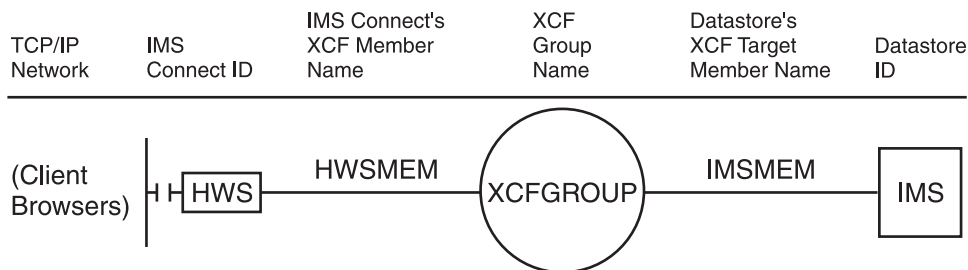 TCP/IP
Network
IMS
Connect ID
IMS Connect's
XCF Member
Name
XCF
Group
Name
Datastore's
XCF Target
Member Name
Datastore
ID
(Client
Browsers)
HWS
HWSMEM
XCFGROUP
IMSMEM
IMS